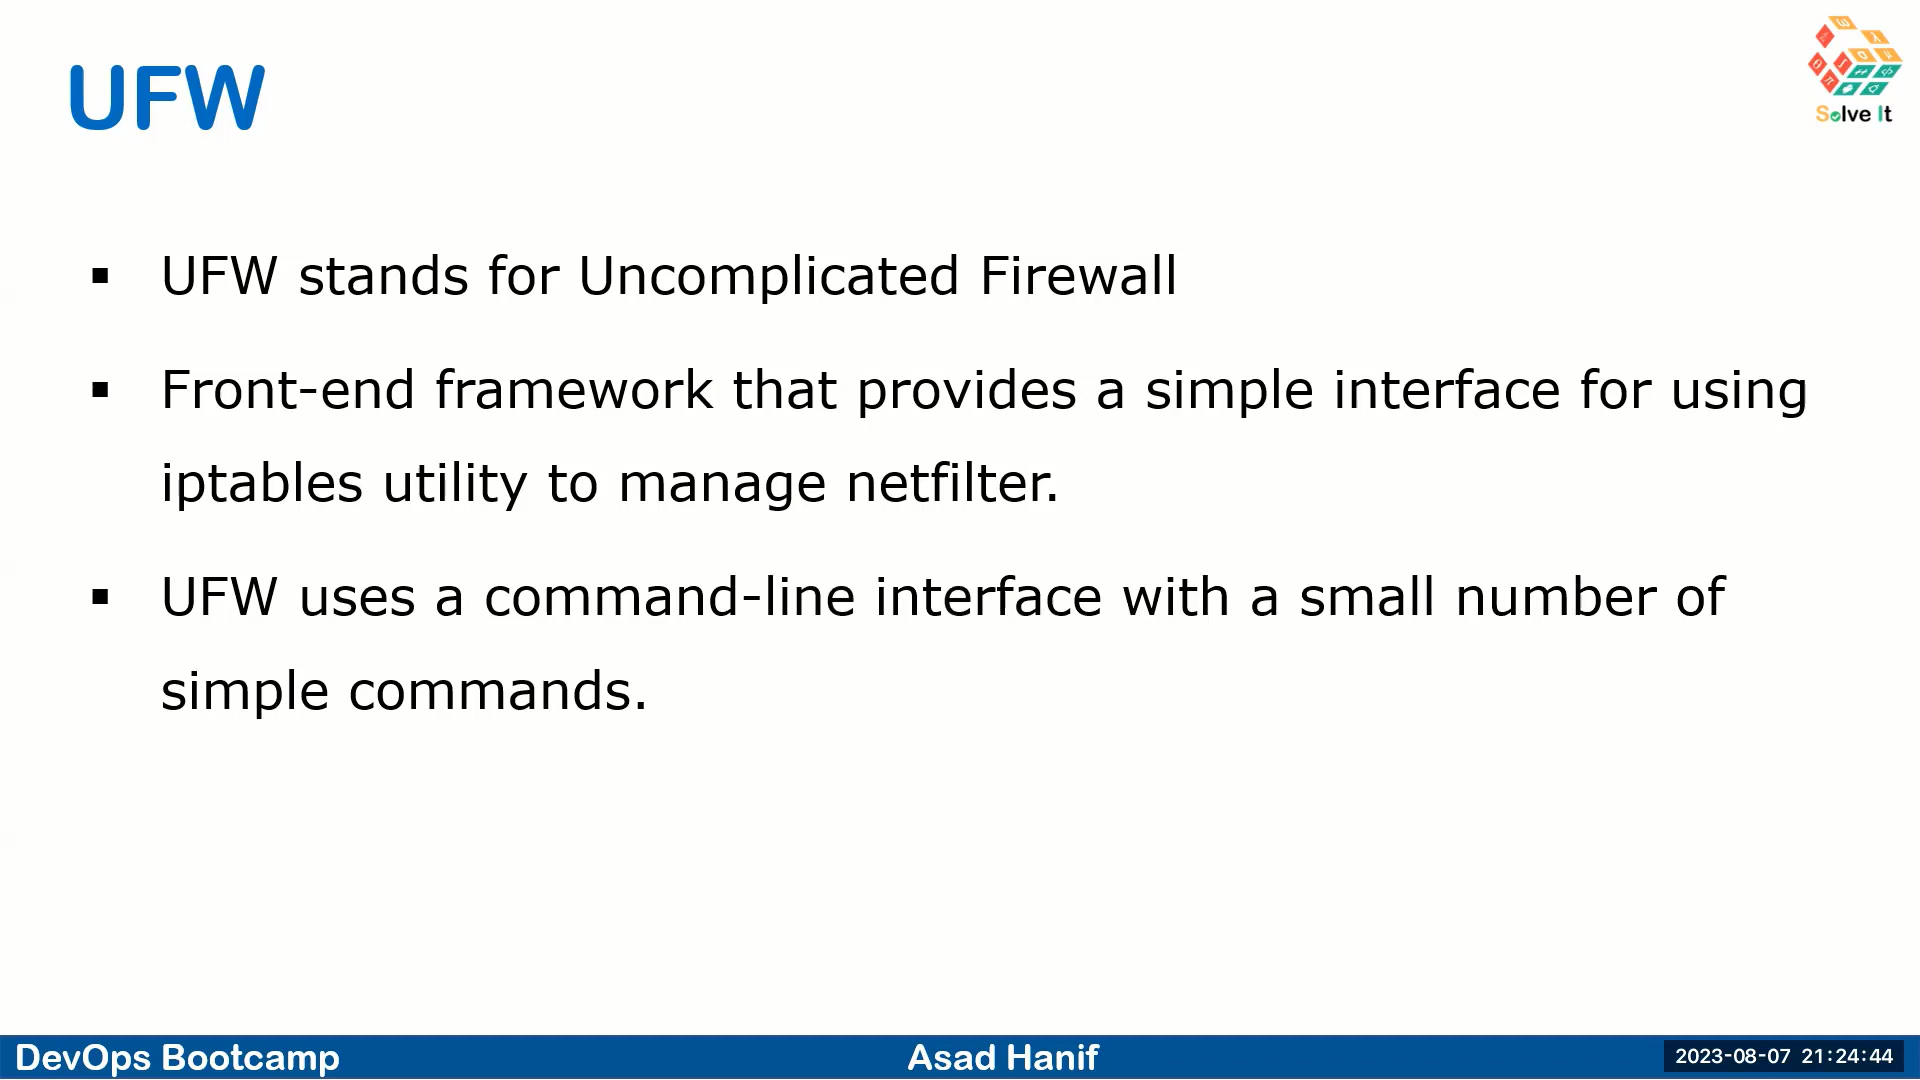 UFW
Solve It
▪ UFW stands for Uncomplicated Firewall
▪ Front-end framework that provides a simple interface for using
iptables utility to manage netfilter.
▪ UFW uses a command-line interface with a small number of
simple commands.
DevOps Bootcamp
Asad Hanif
2023-08-07 21:24:44